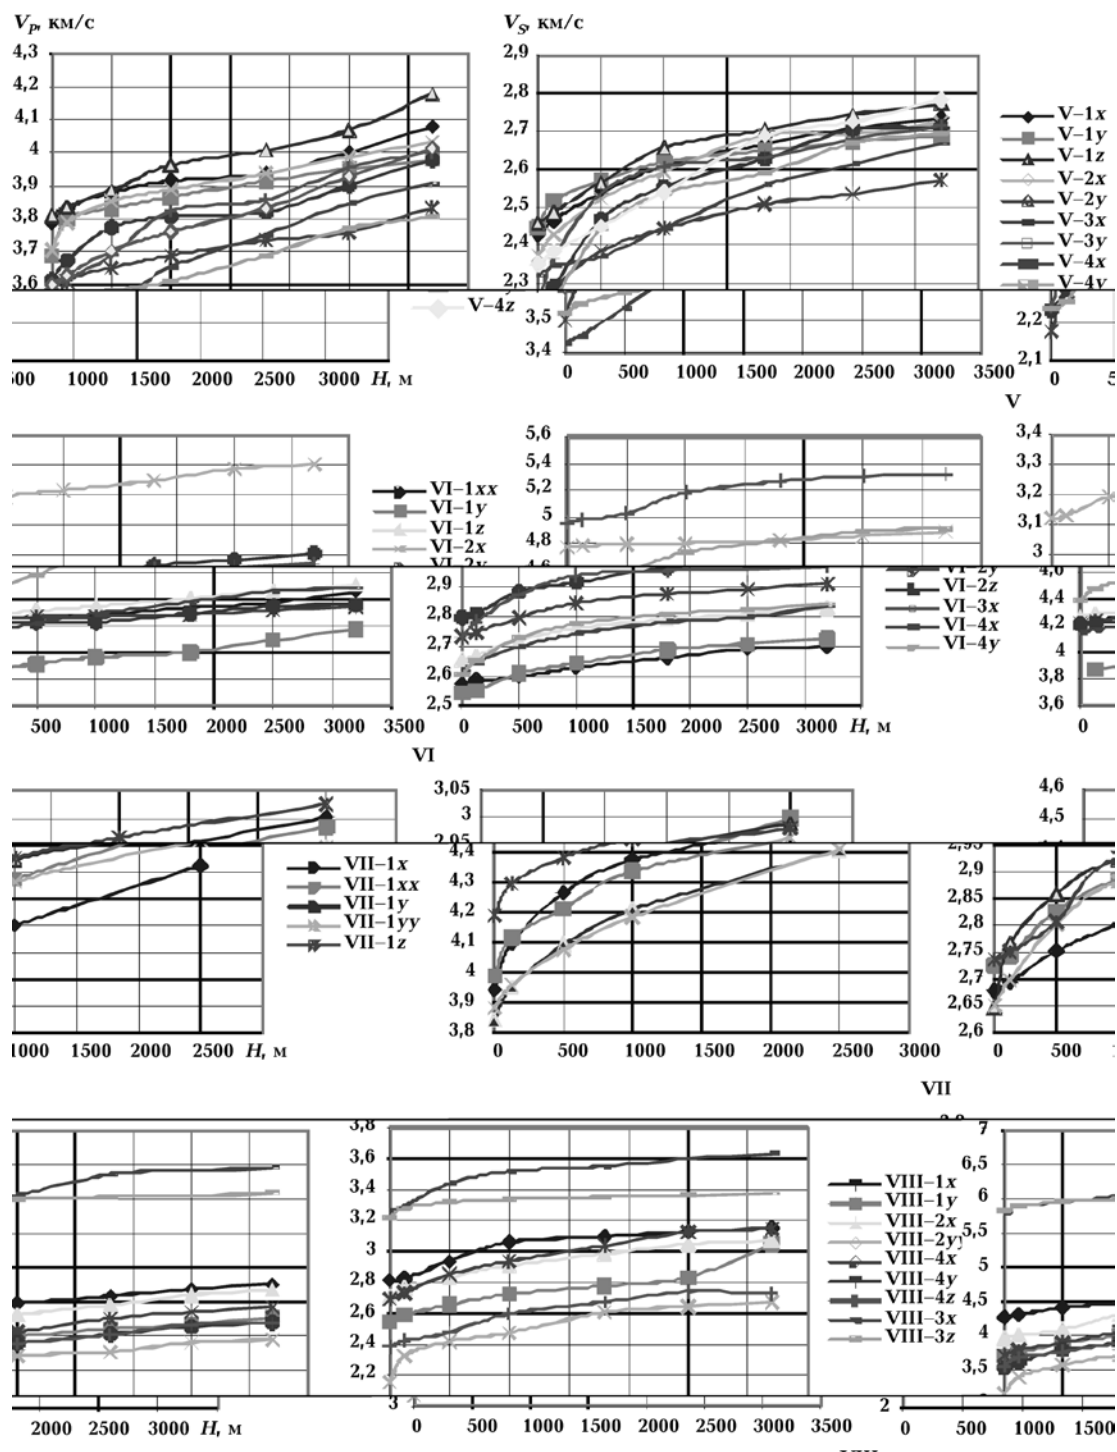 V_P, км/с
V_S, км/с
4,3
4,2
4,1
4
3,9
3,8
3,7
3,6
2,9
2,8
2,7
2,6
2,5
2,4
2,3
V–1x
V–1y
V–1z
V–2x
V–2y
V–3x
V–3y
V–4x
V–4y
V–4z
3,5
3,4
2,2
2,1
1000 1500 2000 2500 3000 H, м
0 500 1000 1500 2000 2500 3000 3500
0
V
VI–1xx
VI–1y
VI–1z
VI–2x
5,6
5,4
5,2
5
4,8
3,4
3,3
3,2
3,1
3
2,9
2,8
2,7
2,6
2,5
VI–2y
VI–2z
VI–3x
VI–4x
VI–4y
4,4
4,2
4
3,8
3,6
500 1000 1500 2000 2500 3000 3500
0 500 1000 1500 2000 2500 3000 H, м
0
VI
3,05
3
4,6
4,5
VII–1x
VII–1xx
VII–1y
VII–1yy
VII–1z
4,4
4,3
4,2
4,1
4
3,9
3,8
2,95
2,9
2,85
2,8
2,75
2,7
2,65
2,6
1000 1500 2000 2500 H, м
0 500 1000 1500 2000 2500 3000
0 500
VII
3,8
3,6
3,4
3,2
3
2,8
2,6
2,4
2,2
VIII–1x
VIII–1y
VIII–2x
VIII–2yy
VIII–4x
VIII–4y
VIII–4z
VIII–3x
VIII–3z
7
6,5
6
5,5
5
4,5
4
3,5
2000 2500 3000 H, м
3
0 500 1000 1500 2000 2500 3000 3500
2
0 500 1000 1500